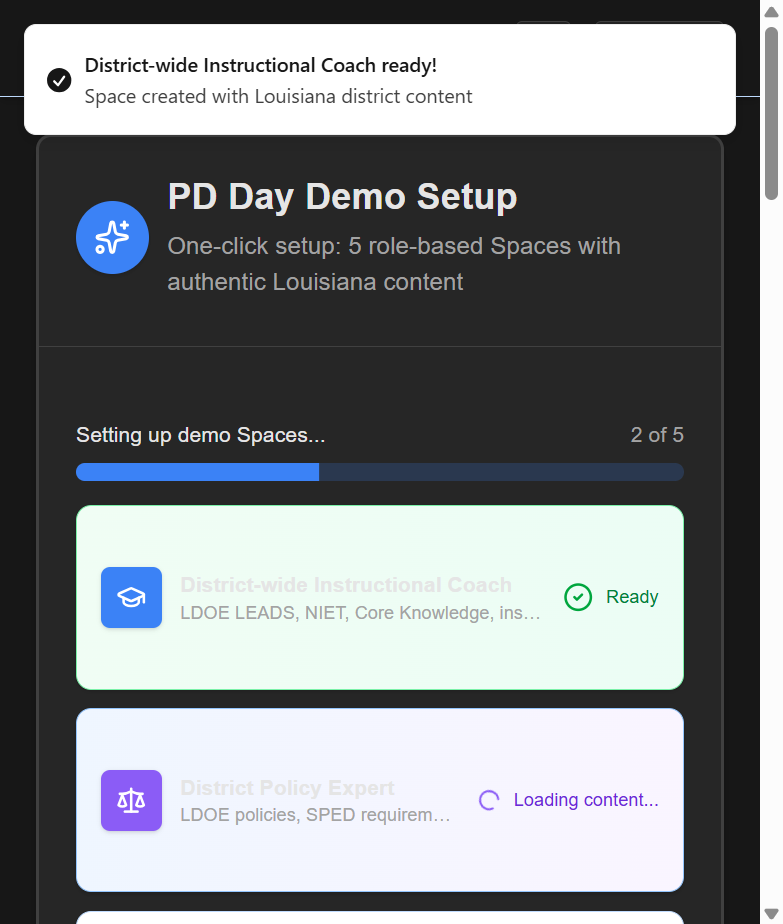 District-wide Instructional Coach ready!
Space created with Louisiana district content
PD Day Demo Setup
One-click setup: 5 role-based Spaces with
authentic Louisiana content
Setting up demo Spaces...
2 of 5
District-wide Instructional Coach
LDOE LEADS, NIET, Core Knowledge, ins…
Ready
District Policy Expert
LDOE policies, SPED requirem…
Loading content...